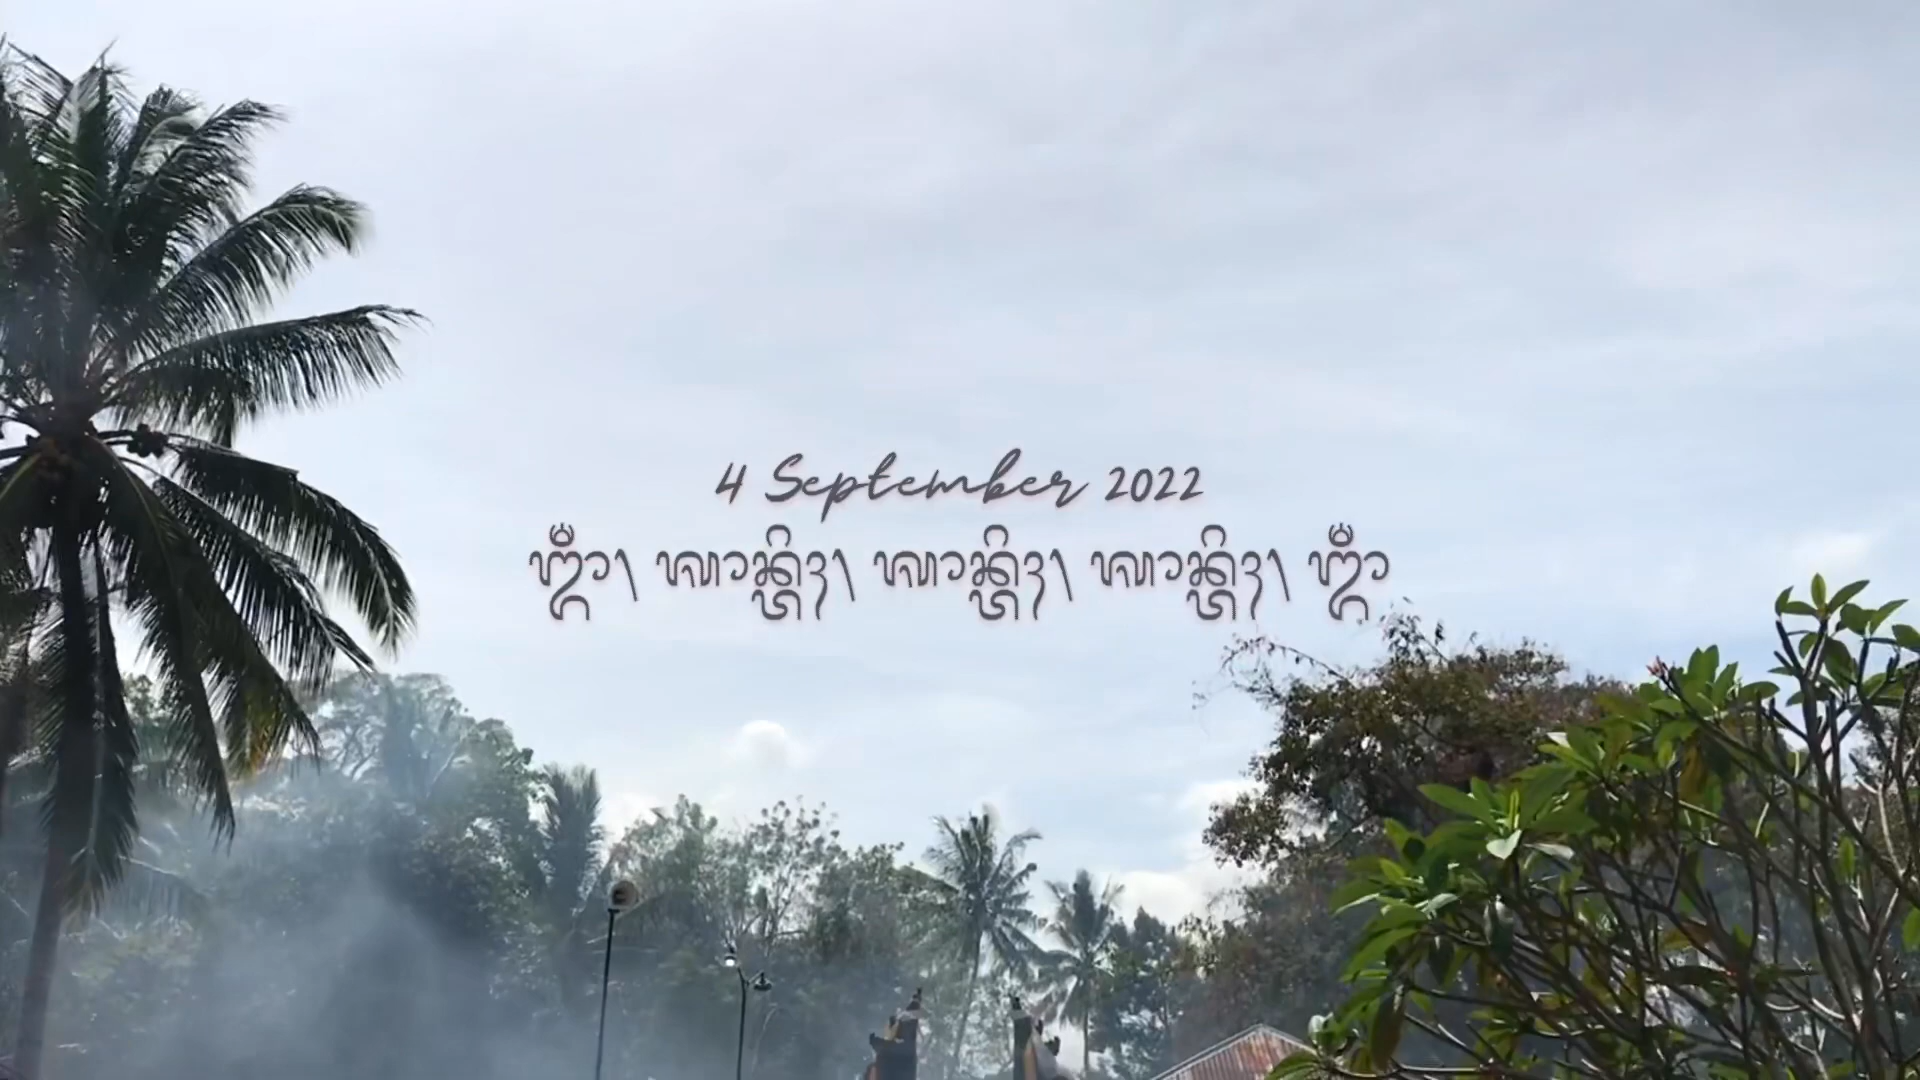 4 September 2022
ᬒᬁ᭞ ᬰᬵᬦ᭄ᬢᬶᬄ᭞ ᬰᬵᬦ᭄ᬢᬶᬄ᭞ ᬰᬵᬦ᭄ᬢᬶᬄ᭞ ᬒᬁ